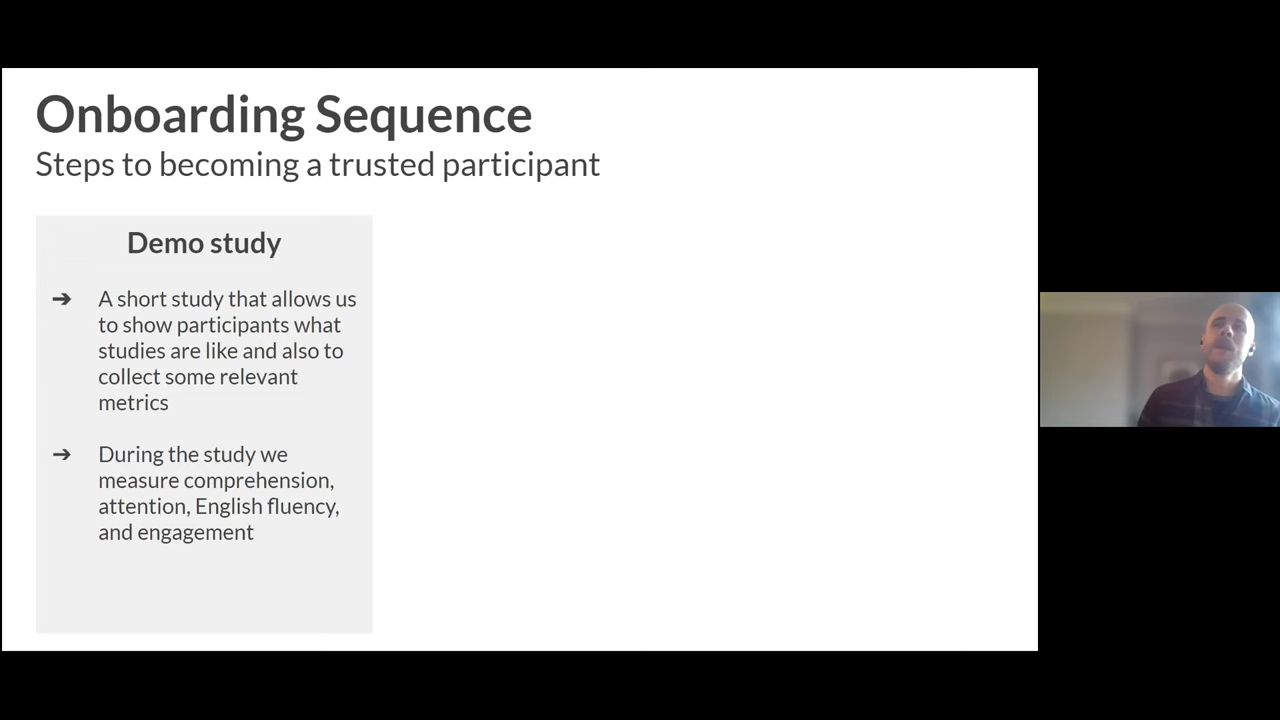 Onboarding Sequence
Steps to becoming a trusted participant
Demo study
➔ A short study that allows us
to show participants what
studies are like and also to
collect some relevant
metrics
➔ During the study we
measure comprehension,
attention, English fluency,
and engagement